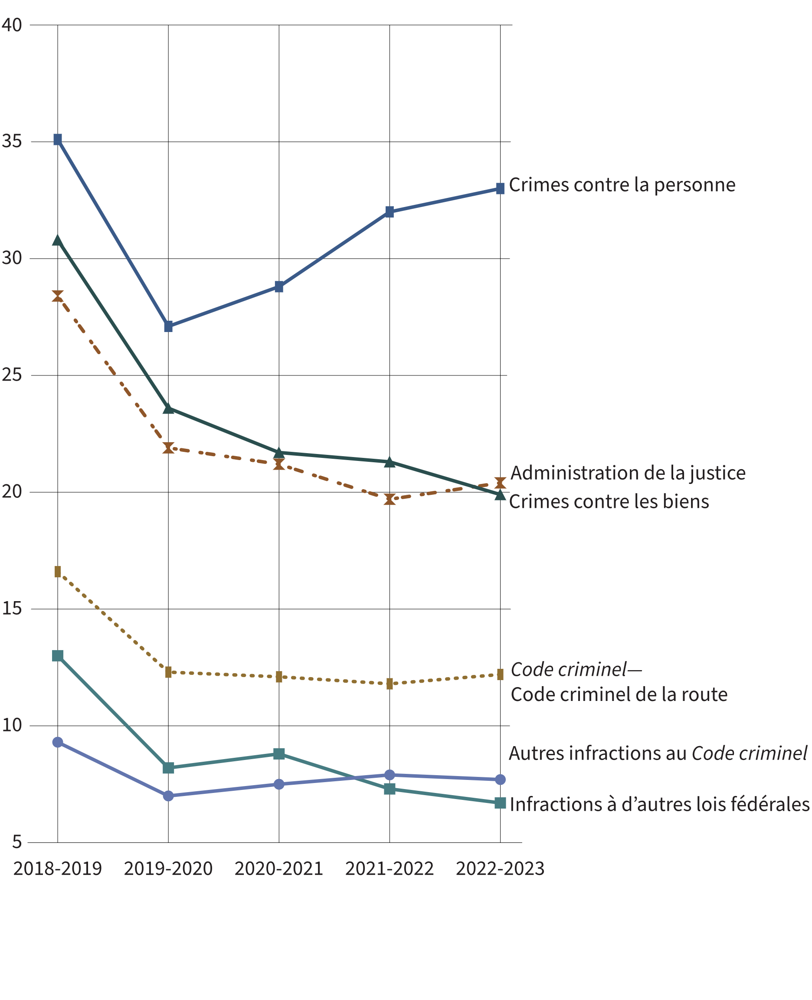 40
35
Crimes contre la personne
30
25
Administration de la justice
20
Crimes contre les biens
15
Code criminel—
Code criminel de la route
10
Autres infractions au Code criminel
Infractions à d’autres lois fédérales
5
2018-2019 2019-2020 2020-2021 2021-2022 2022-2023